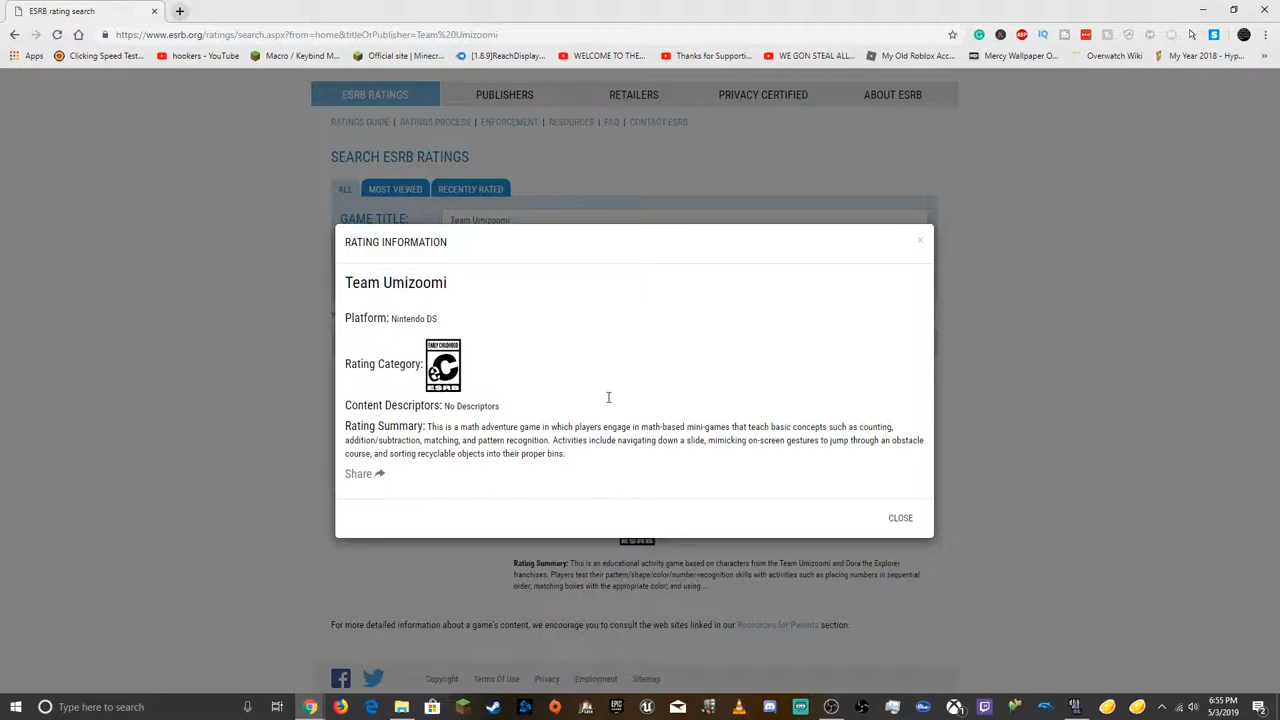 ESRB rating search
https://www.esrb.org/ratings/search.aspx?from=home&titleOrPublisher=Team%20Umizoomi
Apps Clicking Speed Test... hookers - YouTube Macro / Keyboard M... Official site | Minecr... [1.8.9]ReachDisplay... WELCOME TO THE... Thanks for Supporti... WE GON STEAL ALL... My Old Roblox Acc... Mercy Wallpaper O... Overwatch Wiki My Year 2018 - Hyp...
ESRB RATINGS PUBLISHERS RETAILERS PRIVACY CERTIFIED ABOUT ESRB
RATINGS GUIDE | RATINGS PROCESS | ENFORCEMENT | RESOURCES | FAQ | CONTACT ESRB
SEARCH ESRB RATINGS
ALL MOST VIEWED RECENTLY RATED
GAME TITLE: Team Umizoomi
RATING INFORMATION ×
Team Umizoomi
Platform: Nintendo DS
EARLY CHILDHOOD
Rating Category: eC
ESRB
Content Descriptors: No Descriptors
Rating Summary: This is a math adventure game in which players engage in math-based mini-games that teach basic concepts such as counting,
addition/subtraction, matching, and pattern recognition. Activities include navigating down a slide, mimicking on-screen gestures to jump through an obstacle
course, and sorting recyclable objects into their proper bins.
Share
CLOSE
ESRB
Rating Summary: This is an educational activity game based on characters from the Team Umizoomi and Dora the Explorer
franchises. Players test their pattern/shape/color/number-recognition skills with activities such as placing numbers in sequential
order; matching boxes with the appropriate color; and using ...
For more detailed information about a game's content, we encourage you to consult the web sites linked in our Resources for Parents section.
Copyright Terms Of Use Privacy Employment Sitemap
Type here to search
6:55 PM
5/3/2019